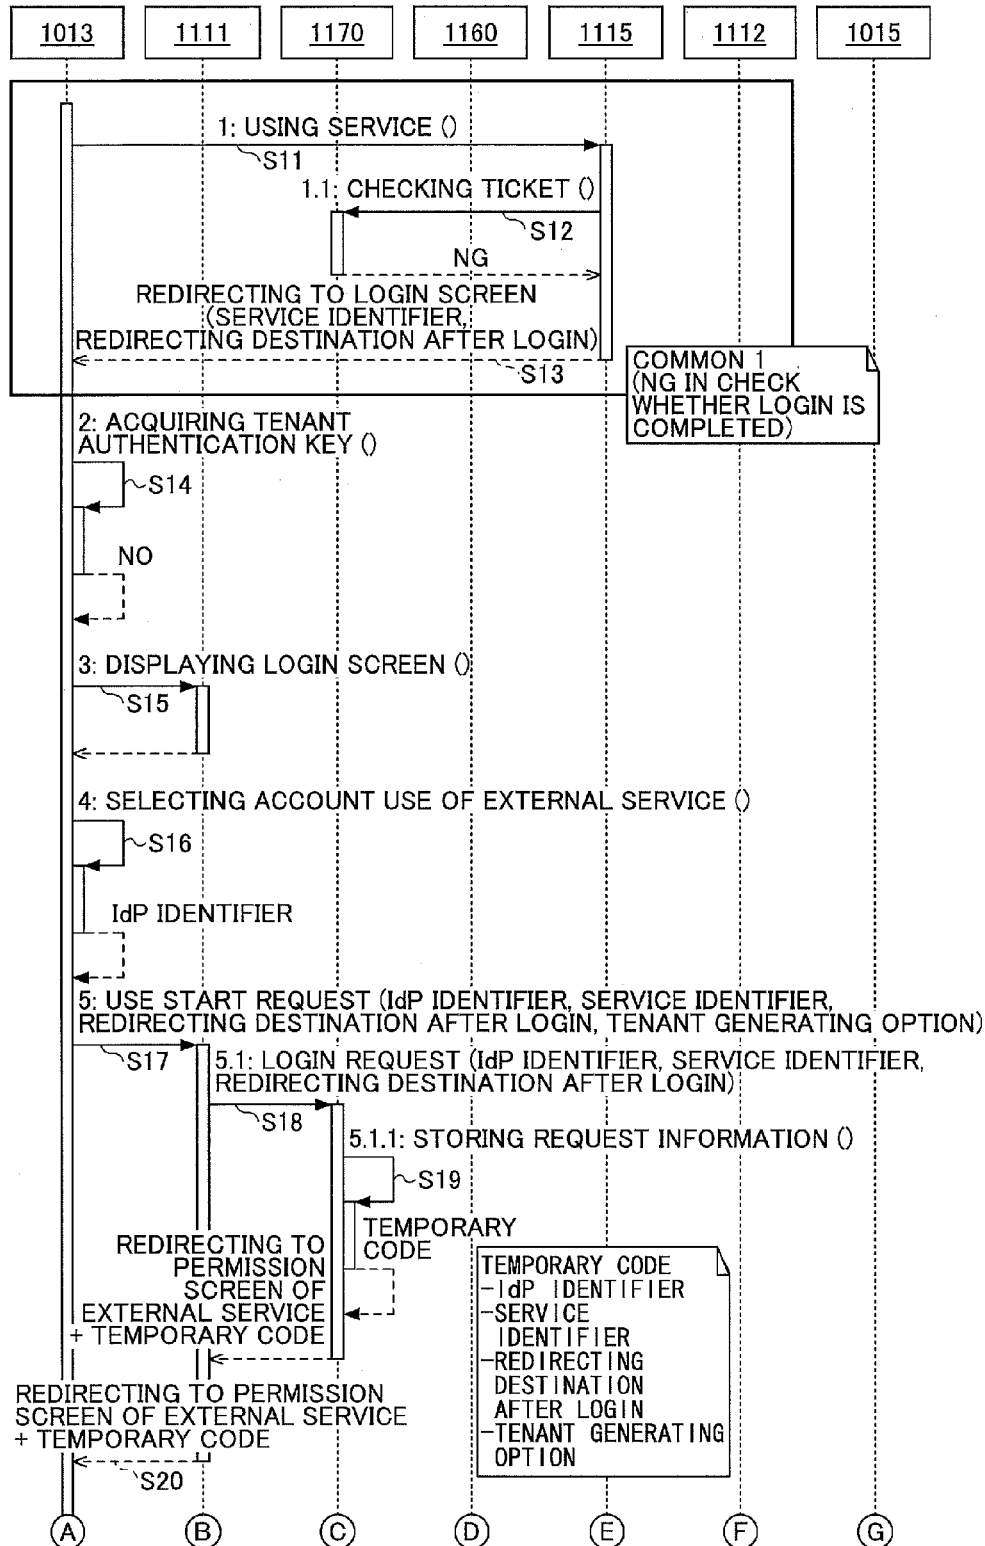 1013 1111 1170 1160 1115 1112 1015
1: USING SERVICE ()
S11
1.1: CHECKING TICKET ()
S12
NG
REDIRECTING TO LOGIN SCREEN
(SERVICE IDENTIFIER,
REDIRECTING DESTINATION AFTER LOGIN)
S13
COMMON 1
(NG IN CHECK
WHETHER LOGIN IS
COMPLETED)
2: ACQUIRING TENANT
AUTHENTICATION KEY ()
S14
NO
3: DISPLAYING LOGIN SCREEN ()
S15
4: SELECTING ACCOUNT USE OF EXTERNAL SERVICE ()
S16
IdP IDENTIFIER
5: USE START REQUEST (IdP IDENTIFIER, SERVICE IDENTIFIER,
REDIRECTING DESTINATION AFTER LOGIN, TENANT GENERATING OPTION)
S17
5.1: LOGIN REQUEST (IdP IDENTIFIER, SERVICE IDENTIFIER,
REDIRECTING DESTINATION AFTER LOGIN)
S18
5.1.1: STORING REQUEST INFORMATION ()
S19
TEMPORARY
CODE
REDIRECTING TO
PERMISSION
SCREEN OF
EXTERNAL SERVICE
+ TEMPORARY CODE
TEMPORARY CODE
-IdP IDENTIFIER
-SERVICE
IDENTIFIER
-REDIRECTING
DESTINATION
AFTER LOGIN
-TENANT GENERATING
OPTION
REDIRECTING TO PERMISSION
SCREEN OF EXTERNAL SERVICE
+ TEMPORARY CODE
S20
A B C D E F G